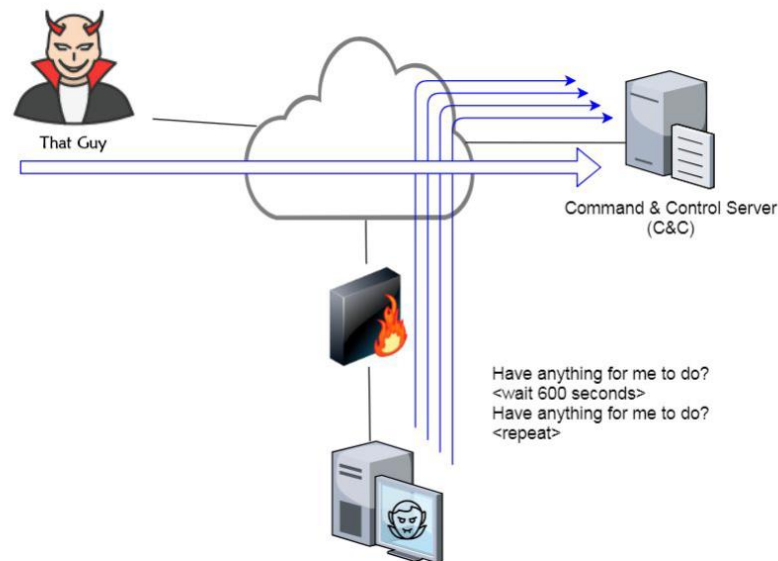 That Guy
Command & Control Server
(C&C)
Have anything for me to do?
<wait 600 seconds>
Have anything for me to do?
<repeat>